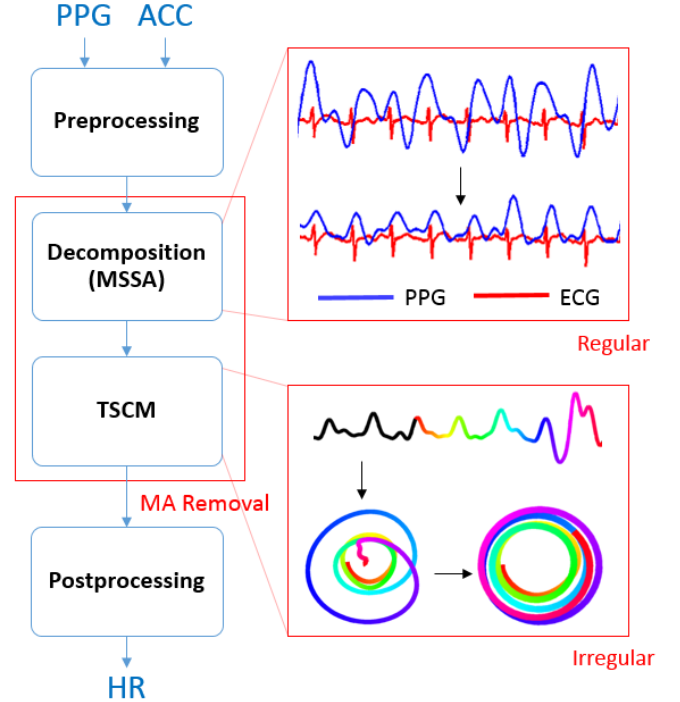 PPG ACC
Preprocessing
Decomposition
(MSSA)
TSCM
MA Removal
Postprocessing
HR
PPG ECG
Regular
Irregular